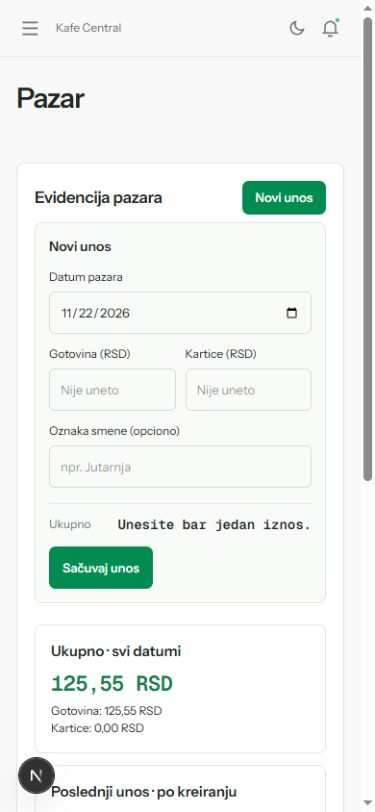 Kafe Central
Pazar
Evidencija pazara
Novi unos
Novi unos
Datum pazara
11/22/2026
Gotovina (RSD) Kartice (RSD)
Nije uneto Nije uneto
Oznaka smene (opciono)
npr. Jutarnja
Ukupno Unesite bar jedan iznos.
Sačuvaj unos
Ukupno · svi datumi
125,55 RSD
Gotovina: 125,55 RSD
Kartice: 0,00 RSD
N
Poslednji unos · po kreiranju